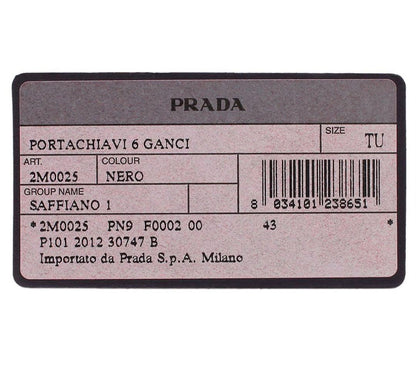 PRADA
PORTACHIAVI 6 GANCI
SIZE
TU
ART.
COLOUR
2M0025
NERO
GROUP NAME
SAFFIANO 1
8 034101 238651
*2M0025 PN9 F0002 00 43 *
P101 2012 30747 B
Importato da Prada S.p.A. Milano